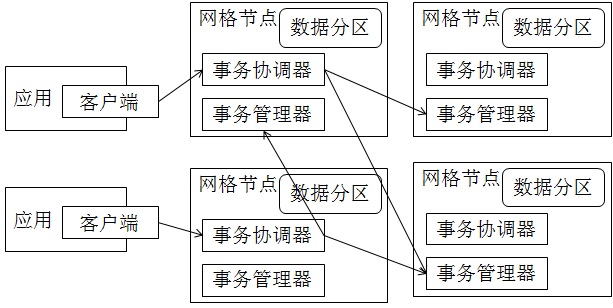 网格节点
数据分区
事务协调器
事务管理器
网格节点
数据分区
事务协调器
事务管理器
应用
客户端
应用
客户端
网格节点
数据分区
事务协调器
事务管理器
网格节点
数据分区
事务协调器
事务管理器